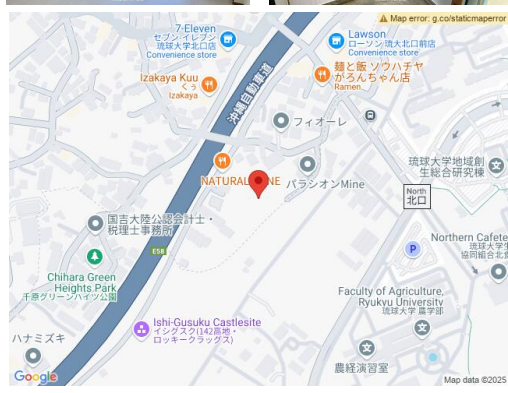 Map error: g.co/staticmaperror
7-Eleven
セブン-イレブン
琉球大学北口店
Convenience store
Lawson
ローソン 琉大北口前店
Convenience store
Izakaya Kuu
くぅ
Izakaya
麺と飯 ソウハチヤ
がろんちゃん店
Ramen
沖縄自動車道
フィオーレ
NATURAL
NE
パラシオンMine
琉球大学地域創
生総合研究棟
North
北口
国吉大陸公認会計士・
税理士事務所
E58
P
Northern Cafete
琉球大学生
協同組合北食
Chihara Green
Heights Park
千原グリーンハイツ公園
Faculty of Agriculture,
Ryukyu University
琉球大学 農学部
Ishi-Gusuku Castlesite
イシグスク(142高地・
ロッキークラッグス)
ハナミズキ
農経演習室
Google
Map data ©2025